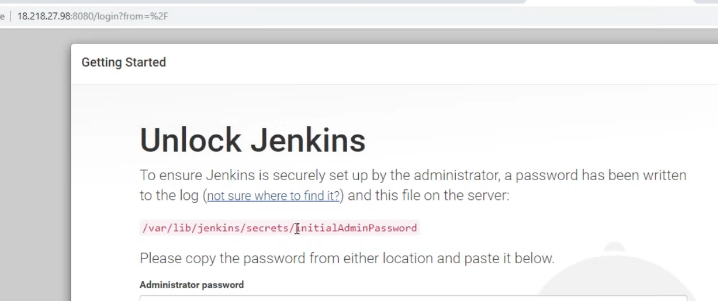 e 18.218.27.98:8080/login?from=%2F
Getting Started
Unlock Jenkins
To ensure Jenkins is securely set up by the administrator, a password has been written
to the log (not sure where to find it?) and this file on the server:
/var/lib/jenkins/secrets/initialAdminPassword
Please copy the password from either location and paste it below.
Administrator password